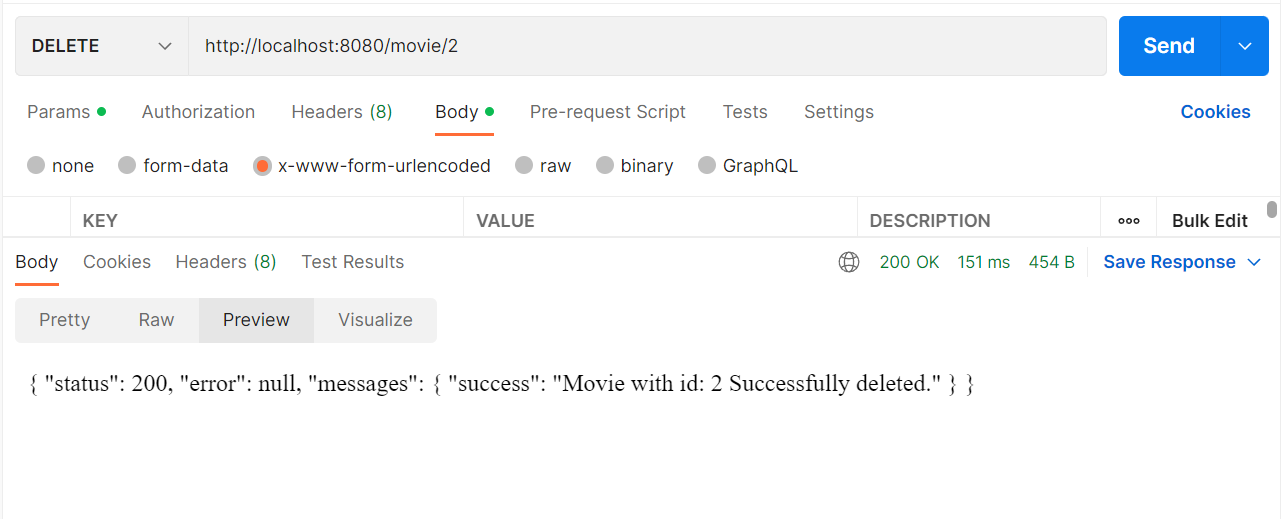 DELETE http://localhost:8080/movie/2 Send
Params Authorization Headers (8) Body Pre-request Script Tests Settings Cookies
none form-data x-www-form-urlencoded raw binary GraphQL
KEY VALUE DESCRIPTION ooo Bulk Edit
Body Cookies Headers (8) Test Results 200 OK 151 ms 454 B Save Response
Pretty Raw Preview Visualize
{ "status": 200, "error": null, "messages": { "success": "Movie with id: 2 Successfully deleted." } }